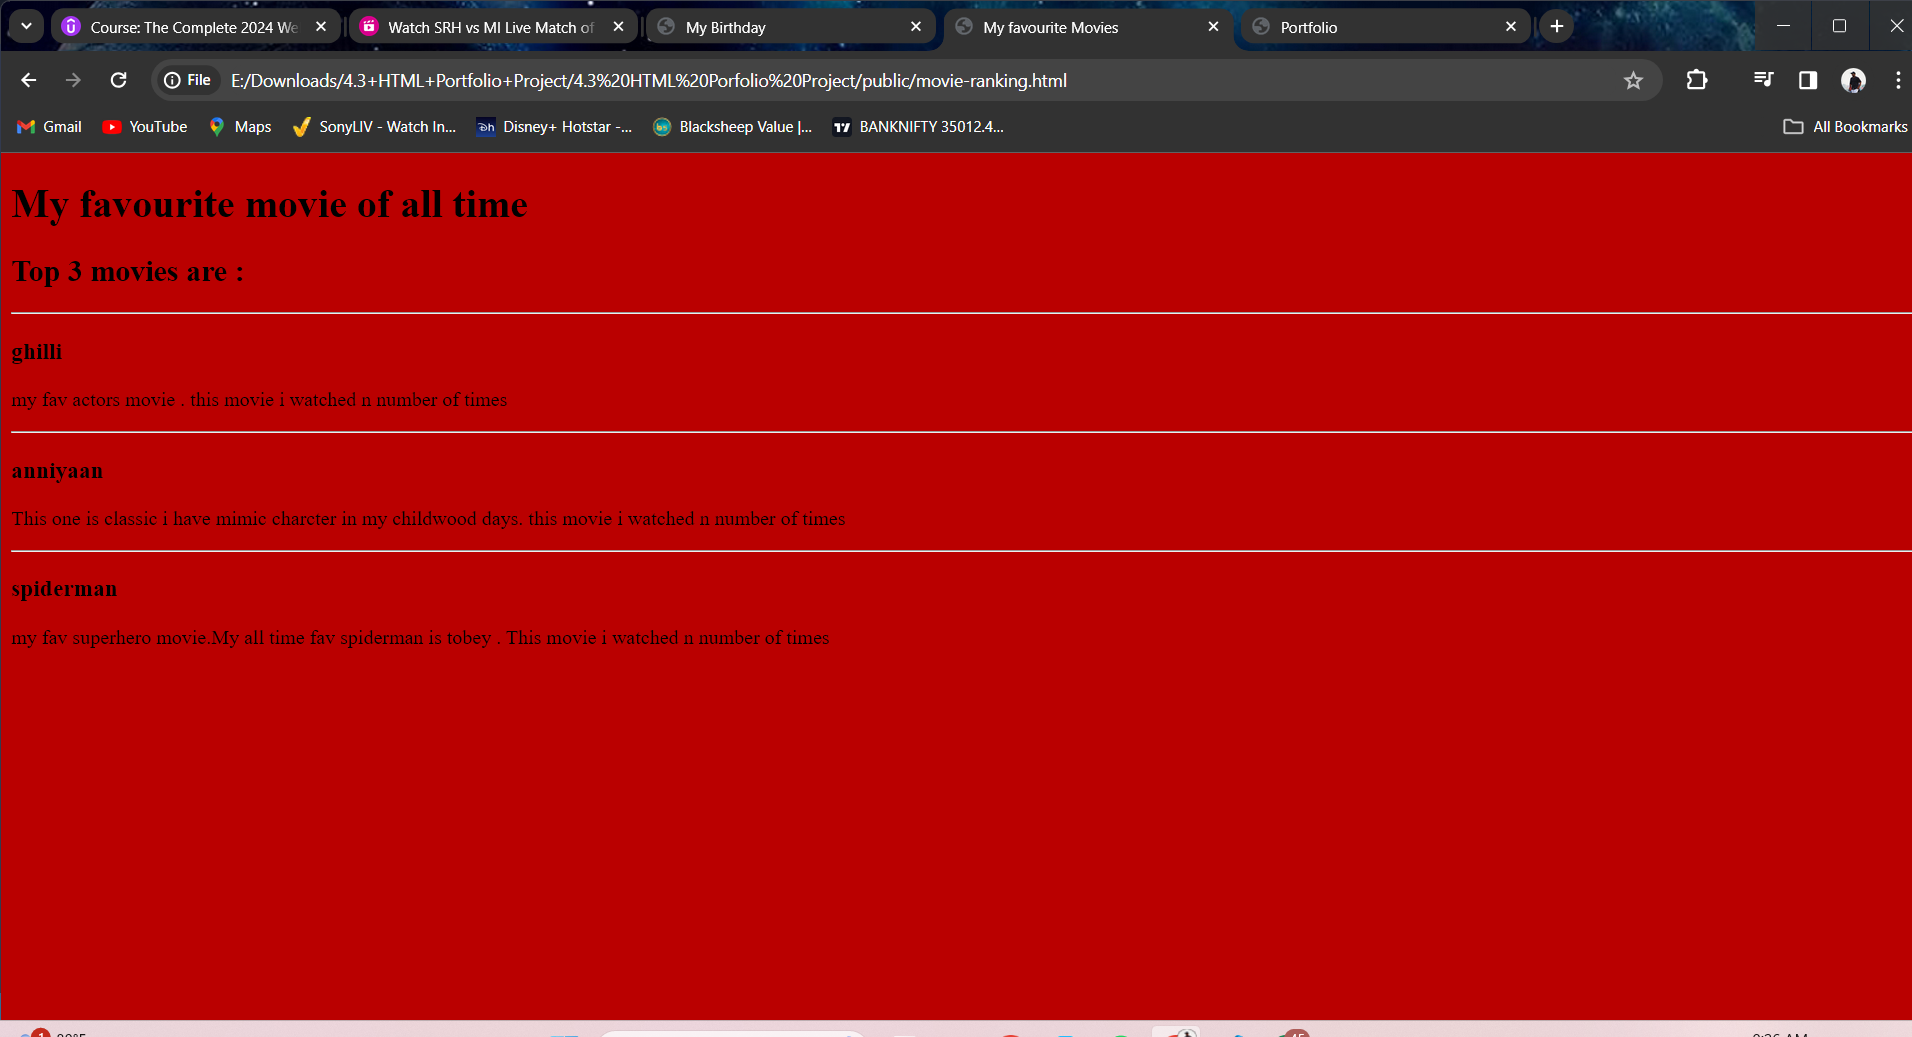 Course: The Complete 2024 We
Watch SRH vs MI Live Match of
My Birthday
My favourite Movies
Portfolio
File
E:/Downloads/4.3+HTML+Portfolio+Project/4.3%20HTML%20Porfolio%20Project/public/movie-ranking.html
Gmail
YouTube
Maps
SonyLIV - Watch In...
Disney+ Hotstar -...
Blacksheep Value |...
BANKNIFTY 35012.4...
All Bookmarks
My favourite movie of all time
Top 3 movies are :
ghilli
my fav actors movie . this movie i watched n number of times
anniyaan
This one is classic i have mimic charcter in my childwood days. this movie i watched n number of times
spiderman
my fav superhero movie.My all time fav spiderman is tobey . This movie i watched n number of times